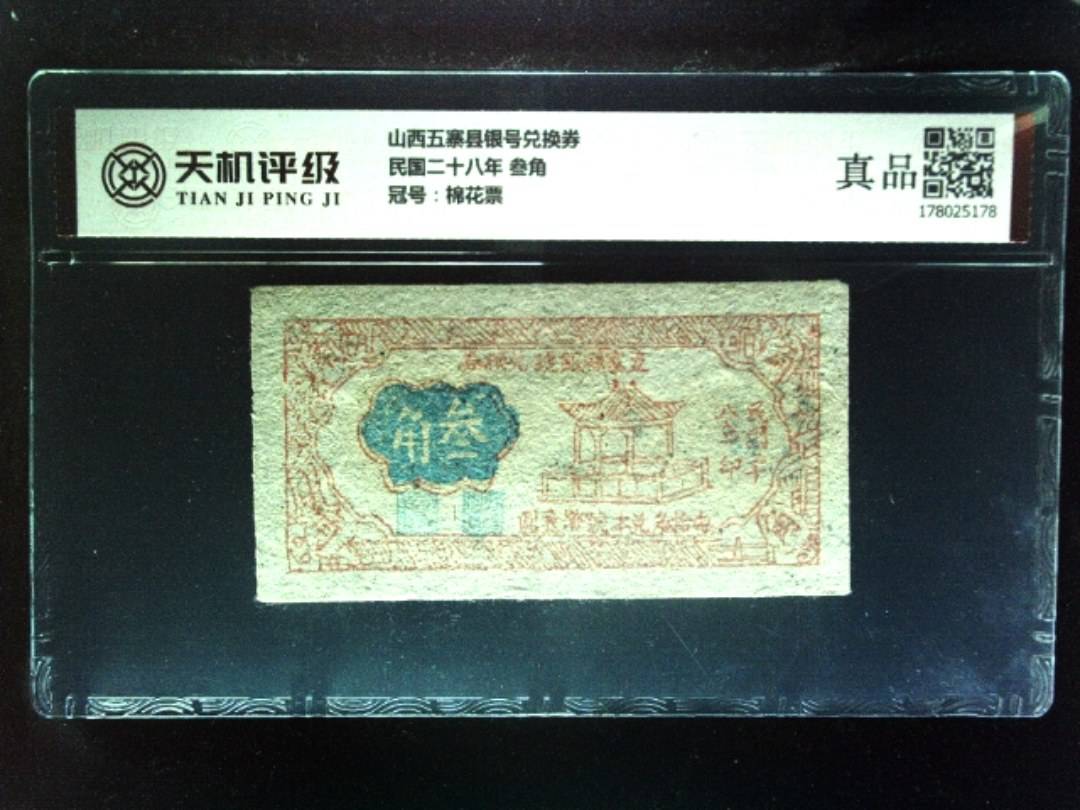 天机评级
TIAN JI PING JI
山西五寨县银号兑换券
民国二十八年 叁角
冠号：棉花票
真品
178025178
叁角